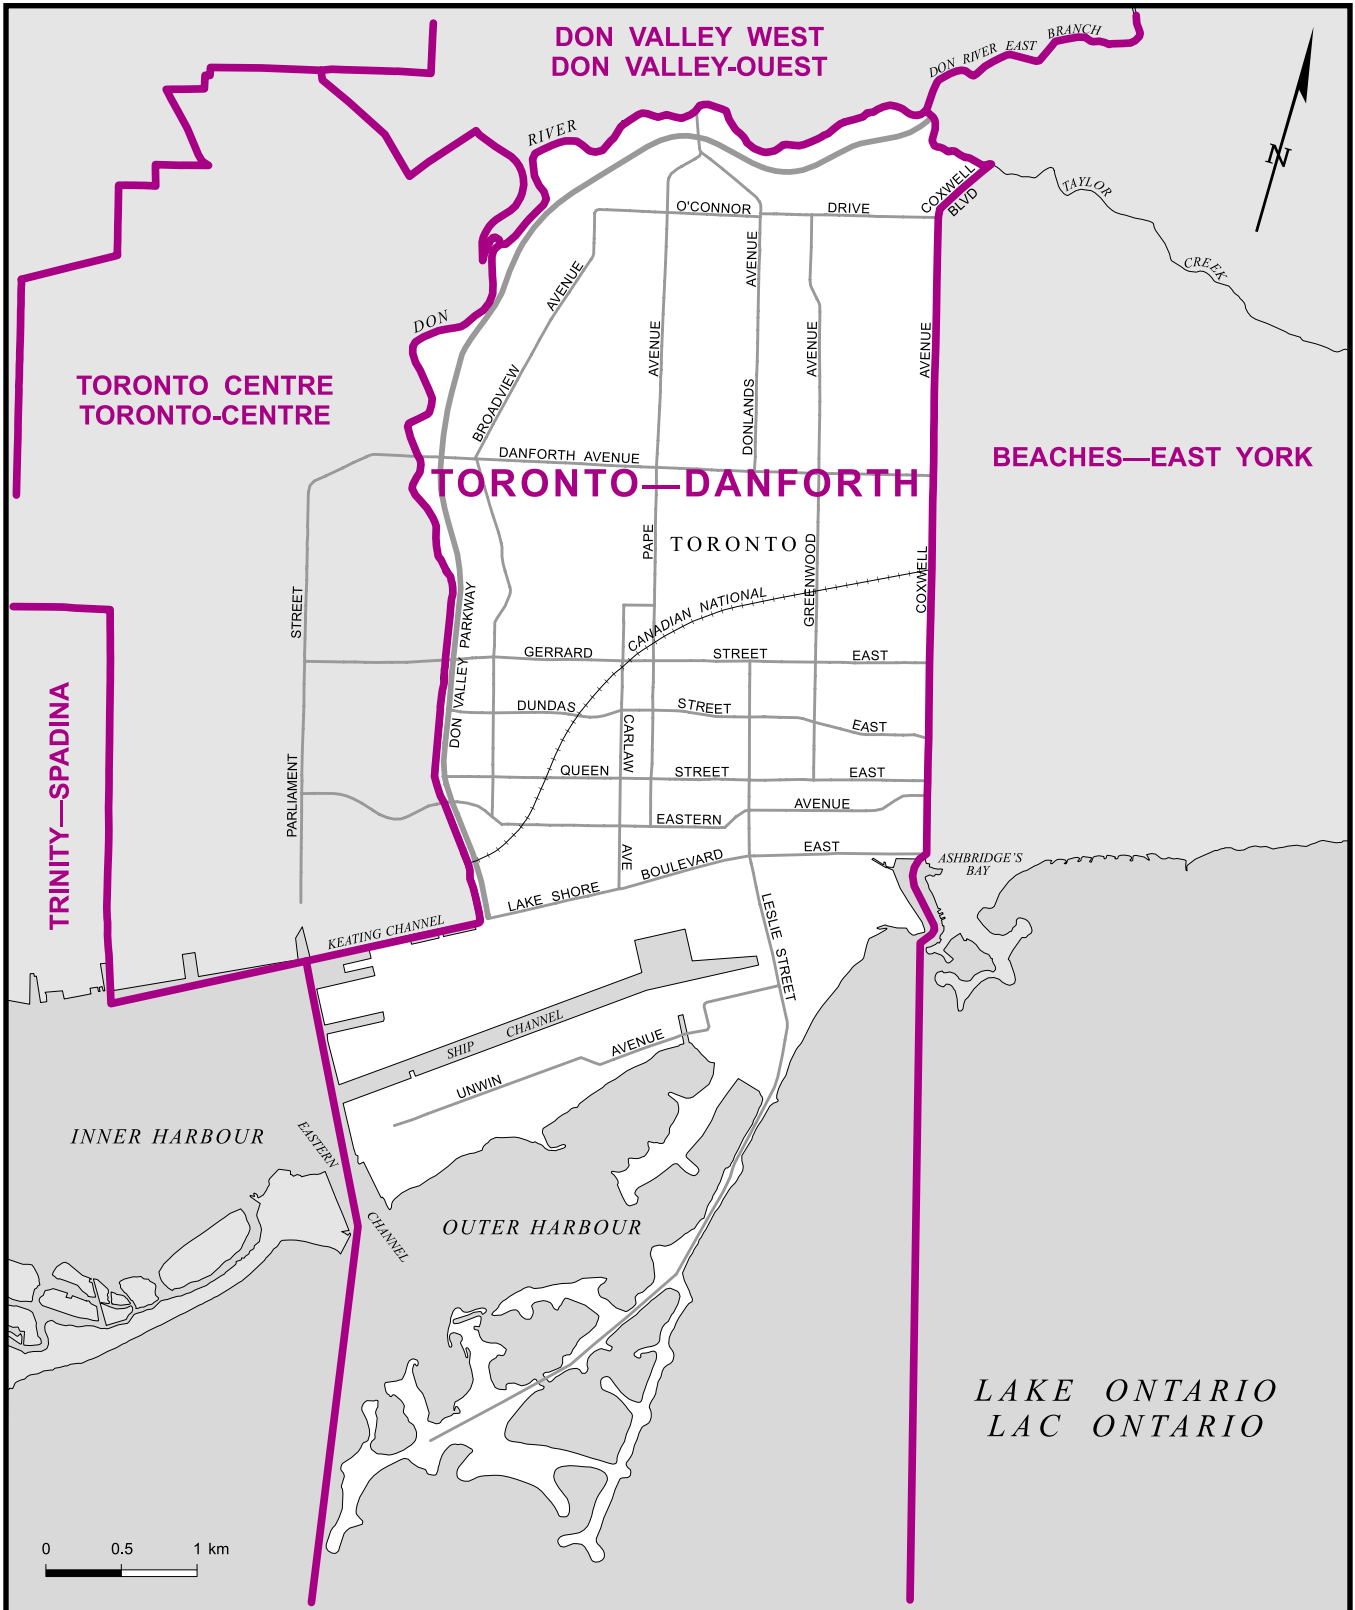 DON VALLEY WEST
DON VALLEY-OUEST
DON RIVER EAST BRANCH
N
RIVER
TAYLOR
CREEK
COXWELL
BLVD
O'CONNOR DRIVE
AVENUE
AVENUE
DON
AVENUE
AVENUE
AVENUE
TORONTO CENTRE
TORONTO-CENTRE
BROADVIEW
DONLANDS
DANFORTH AVENUE
BEACHES—EAST YORK
TORONTO—DANFORTH
TORONTO
PAPE
GREENWOOD
COXWELL
STREET
DON VALLEY PARKWAY
CANADIAN NATIONAL
GERRARD STREET EAST
TRINITY—SPADINA
DUNDAS STREET EAST
CARLAW
AVE
PARLIAMENT
QUEEN STREET EAST
AVENUE
EASTERN
EAST
LAKE SHORE BOULEVARD
ASHBRIDGE'S
BAY
LESLIE STREET
KEATING CHANNEL
SHIP CHANNEL
UNWIN AVENUE
INNER HARBOUR
EASTERN
CHANNEL
OUTER HARBOUR
LAKE ONTARIO
LAC ONTARIO
0 0.5 1 km